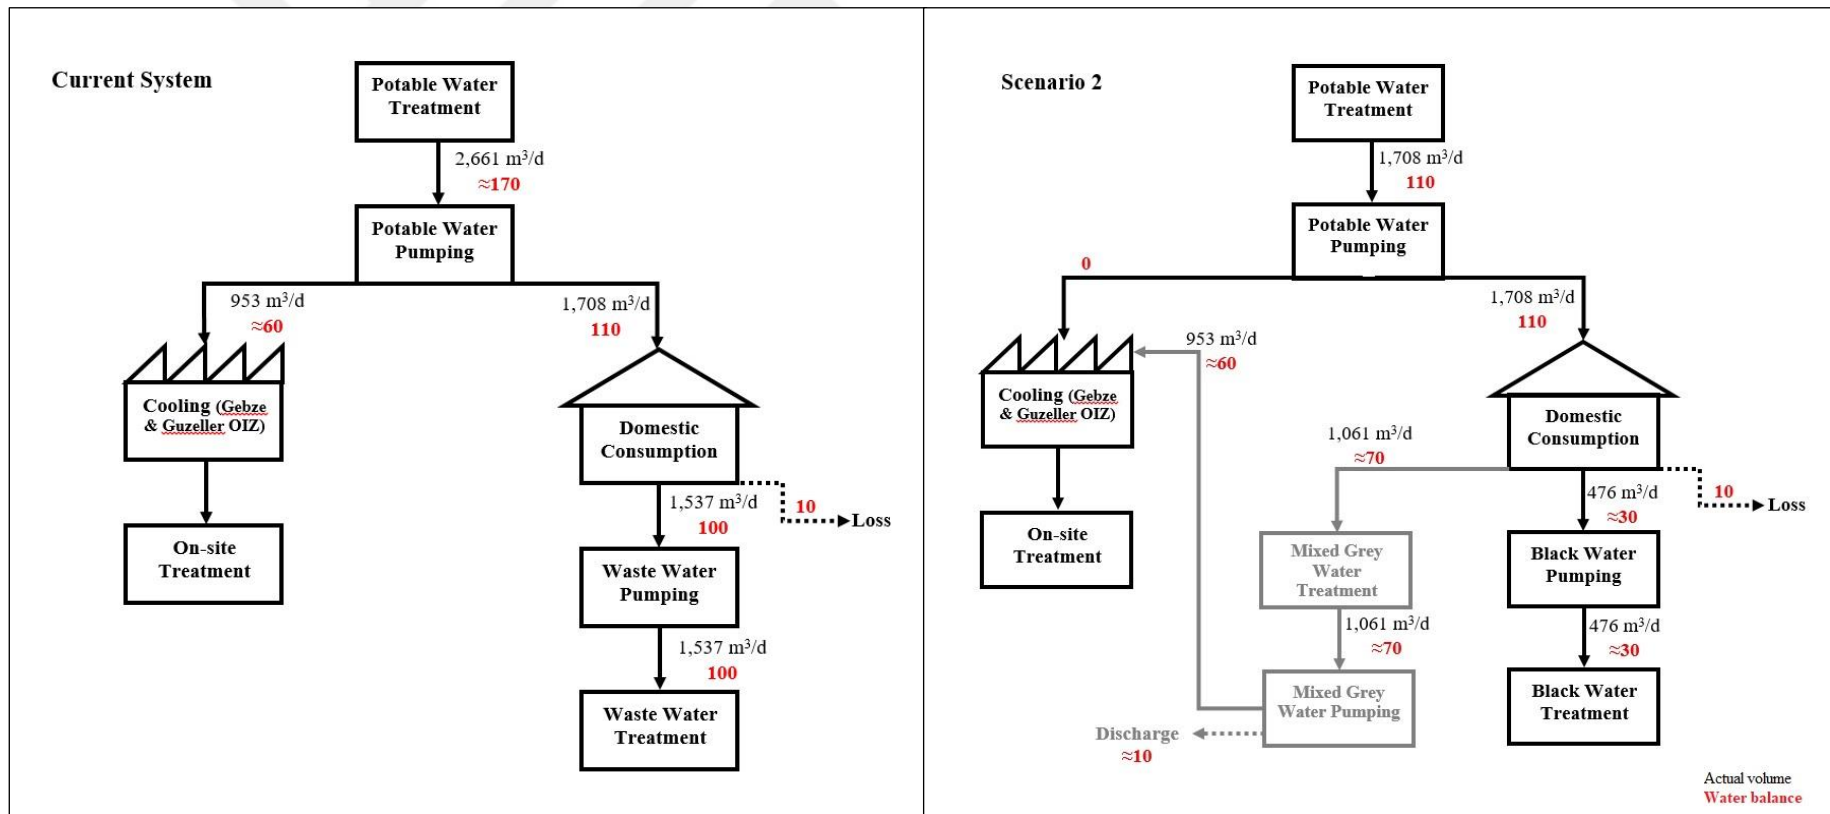 Current System
Potable Water
Treatment
2,661 m³/d
≈170
Potable Water
Pumping
953 m³/d
≈60
1,708 m³/d
110
Cooling (Gebze
& Guzeller OIZ)
Domestic
Consumption
1,537 m³/d
100
10
Loss
On-site
Treatment
Waste Water
Pumping
1,537 m³/d
100
Waste Water
Treatment
Scenario 2
Potable Water
Treatment
1,708 m³/d
110
Potable Water
Pumping
0
1,708 m³/d
110
953 m³/d
≈60
Cooling (Gebze
& Guzeller OIZ)
Domestic
Consumption
1,061 m³/d
≈70
476 m³/d
≈30
10
Loss
On-site
Treatment
Mixed Grey
Water
Treatment
Black Water
Pumping
1,061 m³/d
≈70
476 m³/d
≈30
Mixed Grey
Water Pumping
Black Water
Treatment
Discharge
≈10
Actual volume
Water balance